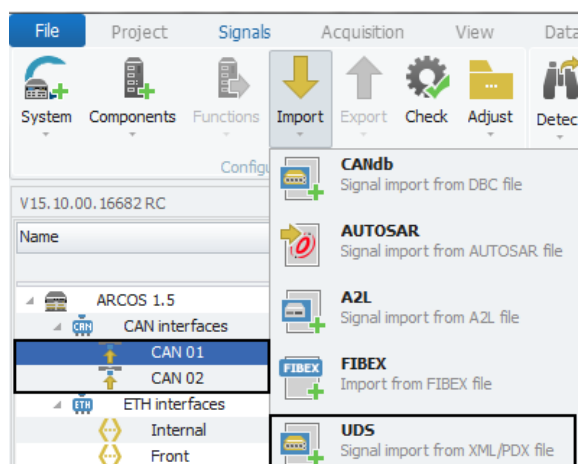 File Project Signals Acquisition View Data
System Components Functions Import Export Check Adjust Detec
Configu
CANdb
Signal import from DBC file
V15.10.00.16682 RC
AUTOSAR
Signal import from AUTOSAR file
Name
A2L
Signal import from A2L file
ARCOS 1.5
CAN CAN interfaces
CAN 01
CAN 02
FIBEX
FIBEX
Import from FIBEX file
ETH ETH interfaces
Internal
Front
UDS
Signal import from XML/PDX file